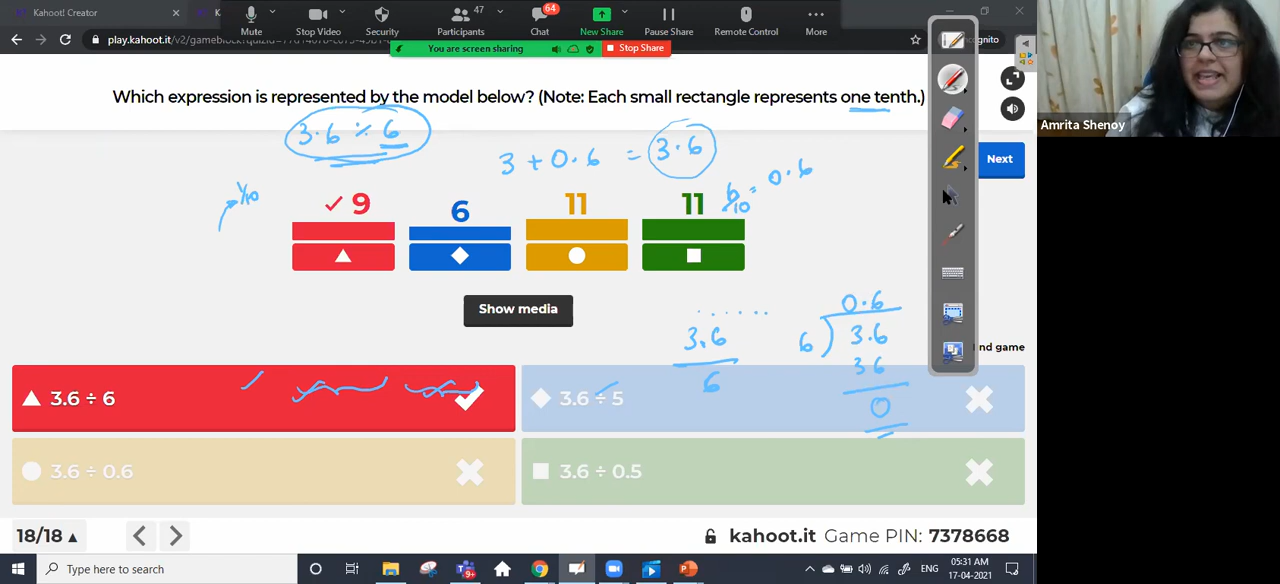 Kahoot! Creator
47
64
Mute
Stop Video
Security
Participants
Chat
New Share
Pause Share
Remote Control
More
play.kahoot.it/v2/gameblock?quizId=
You are screen sharing
Stop Share
Which expression is represented by the model below? (Note: Each small rectangle represents one tenth.)
Amrita Shenoy
3.6 ÷ 6
3 + 0.6 = 3.6
6/10 = 0.6
1/10
Next
9
6
11
11
Show media
3.6
6
0.6
6 ) 3.6
36
0
nd game
3.6 ÷ 6
3.6 ÷ 5
3.6 ÷ 0.6
3.6 ÷ 0.5
18/18
kahoot.it Game PIN: 7378668
Type here to search
9+
ENG
05:31 AM
17-04-2021